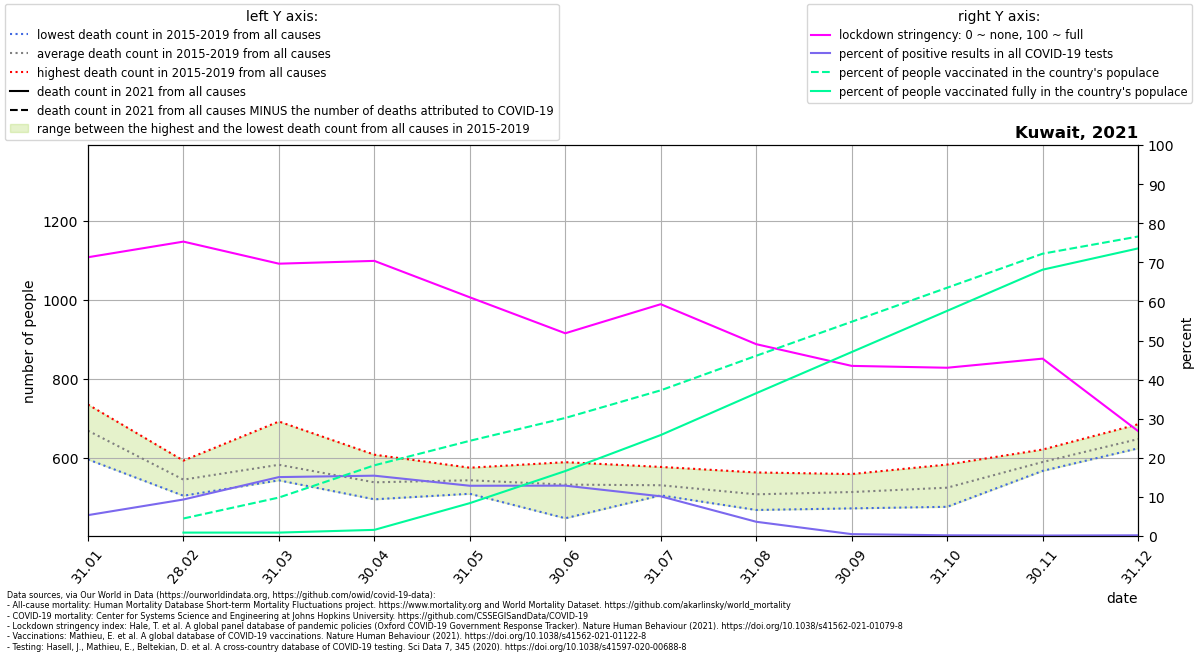 left Y axis:
lowest death count in 2015-2019 from all causes
average death count in 2015-2019 from all causes
highest death count in 2015-2019 from all causes
death count in 2021 from all causes
death count in 2021 from all causes MINUS the number of deaths attributed to COVID-19
range between the highest and the lowest death count from all causes in 2015-2019
right Y axis:
lockdown stringency: 0 ~ none, 100 ~ full
percent of positive results in all COVID-19 tests
percent of people vaccinated in the country's populace
percent of people vaccinated fully in the country's populace
Kuwait, 2021
number of people
1200
1000
800
600
100
90
80
70
60
50
40
30
20
10
0
percent
31.01
28.02
31.03
30.04
31.05
30.06
31.07
31.08
30.09
31.10
30.11
31.12
date
Data sources, via Our World in Data (https://ourworldindata.org, https://github.com/owid/covid-19-data):
- All-cause mortality: Human Mortality Database Short-term Mortality Fluctuations project. https://www.mortality.org and World Mortality Dataset. https://github.com/akarlinsky/world_mortality
- COVID-19 mortality: Center for Systems Science and Engineering at Johns Hopkins University. https://github.com/CSSEGISandData/COVID-19
- Lockdown stringency index: Hale, T. et al. A global panel database of pandemic policies (Oxford COVID-19 Government Response Tracker). Nature Human Behaviour (2021). https://doi.org/10.1038/s41562-021-01079-8
- Vaccinations: Mathieu, E. et al. A global database of COVID-19 vaccinations. Nature Human Behaviour (2021). https://doi.org/10.1038/s41562-021-01122-8
- Testing: Hasell, J., Mathieu, E., Beltekian, D. et al. A cross-country database of COVID-19 testing. Sci Data 7, 345 (2020). https://doi.org/10.1038/s41597-020-00688-8